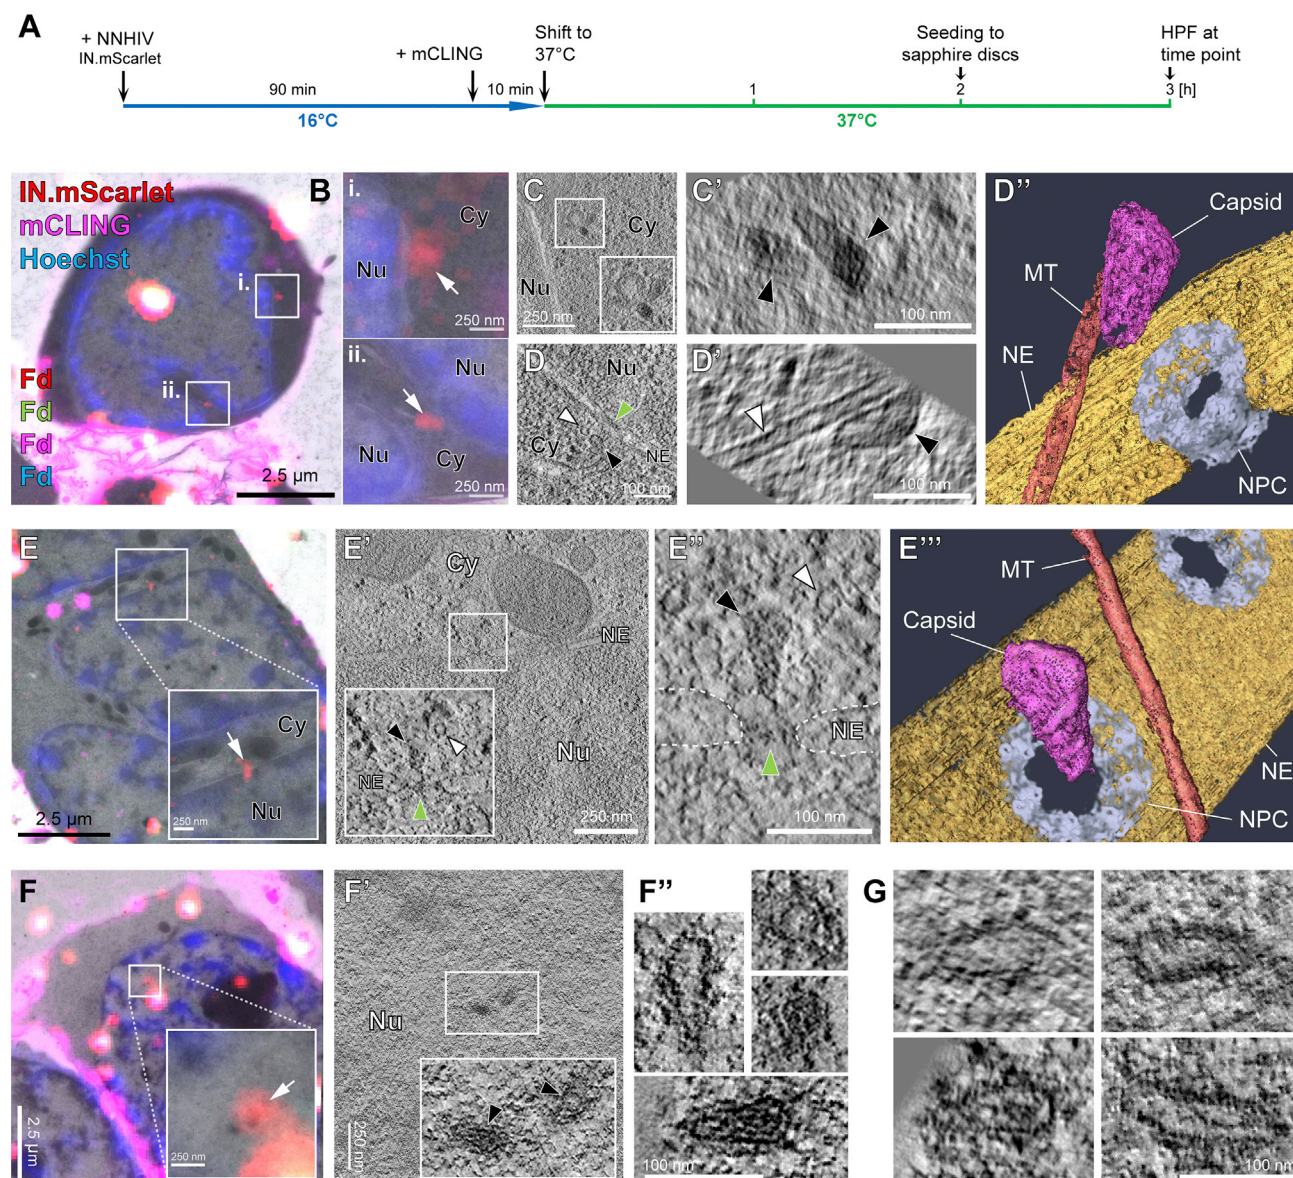 A
+ NNHIV
IN.mScarlet
+ mCLING
Shift to
37°C
Seeding to
sapphire discs
HPF at
time point
90 min
10 min
1
2
3 [h]
16°C
37°C
IN.mScarlet
mCLING
Hoechst
B
i.
ii.
Fd
Fd
Fd
Fd
2.5 µm
i.
Cy
Nu
250 nm
ii.
Nu
Nu
Cy
250 nm
C
Cy
Nu
250 nm
C’
100 nm
D
Nu
Cy
NE
100 nm
D’
100 nm
D’’
Capsid
MT
NE
NPC
E
Cy
Nu
250 nm
2.5 µm
E’
Cy
NE
NE
Nu
250 nm
E’’
NE
100 nm
E’’’
MT
Capsid
NE
NPC
F
2.5 µm
250 nm
F’
Nu
250 nm
F’’
100 nm
G
100 nm